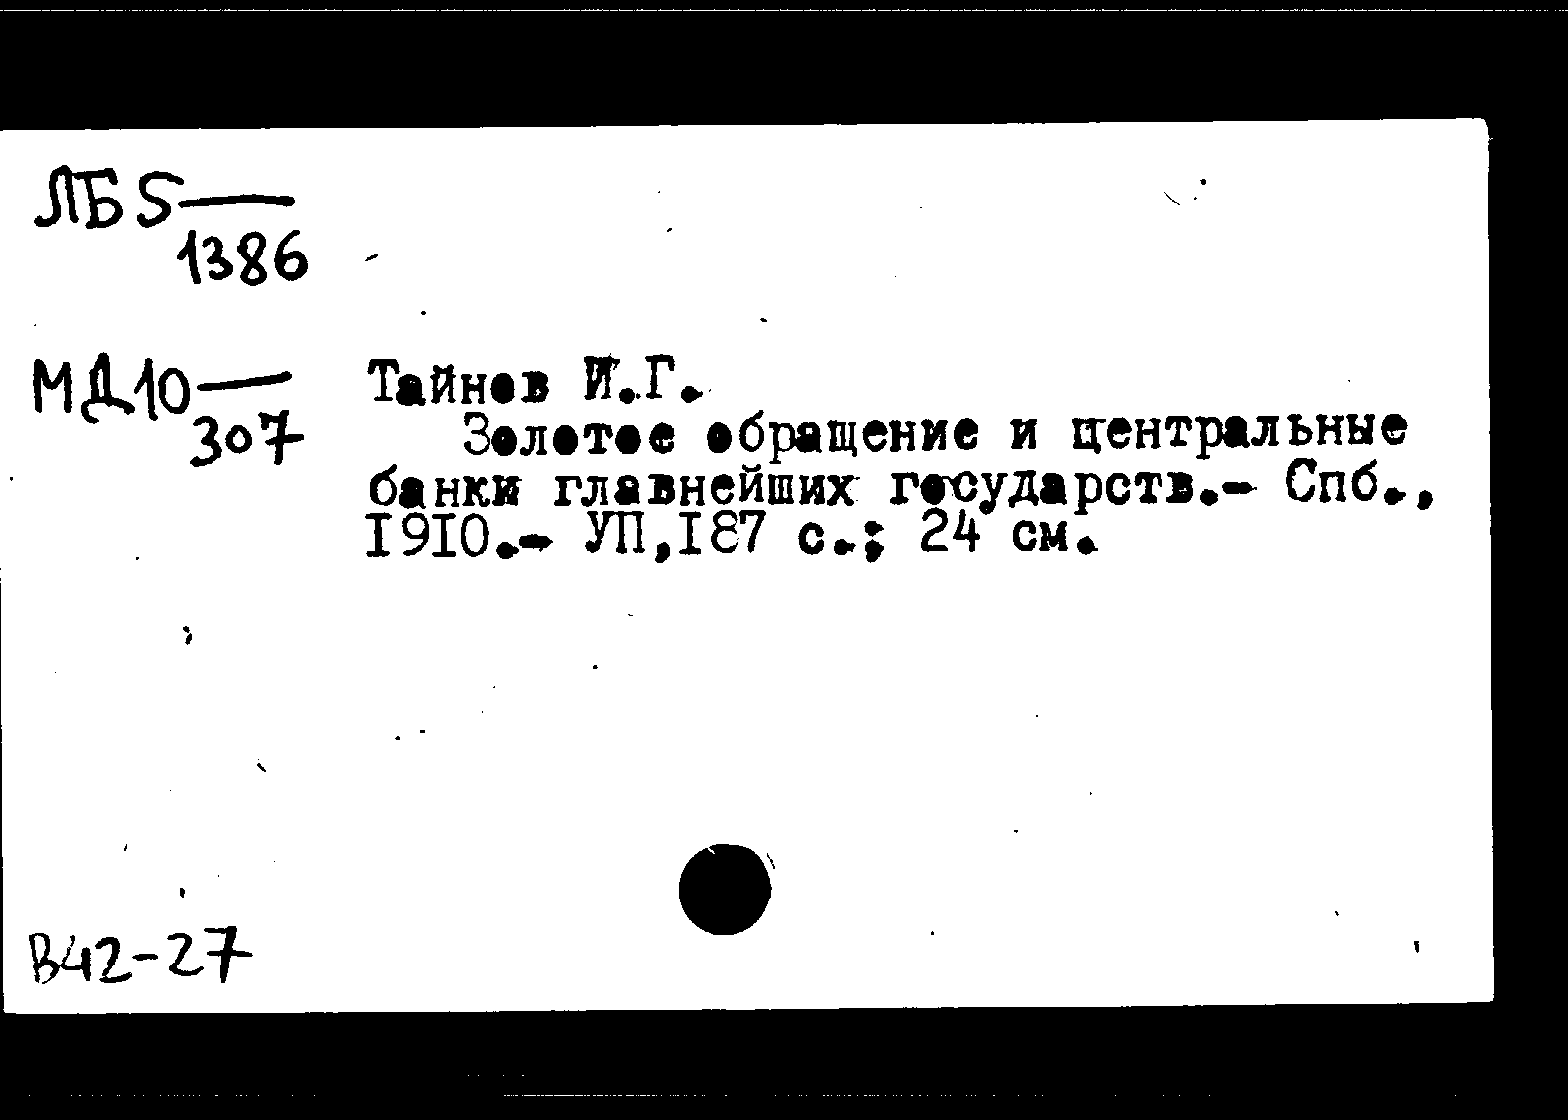 ЛБ5—
1386
МД10—
307
Тайнов И.Г.
Золотое обращение и центральные
банки главнейших государств.- Спб.,
1910.- УП,187 с.; 24 см.
В42-27